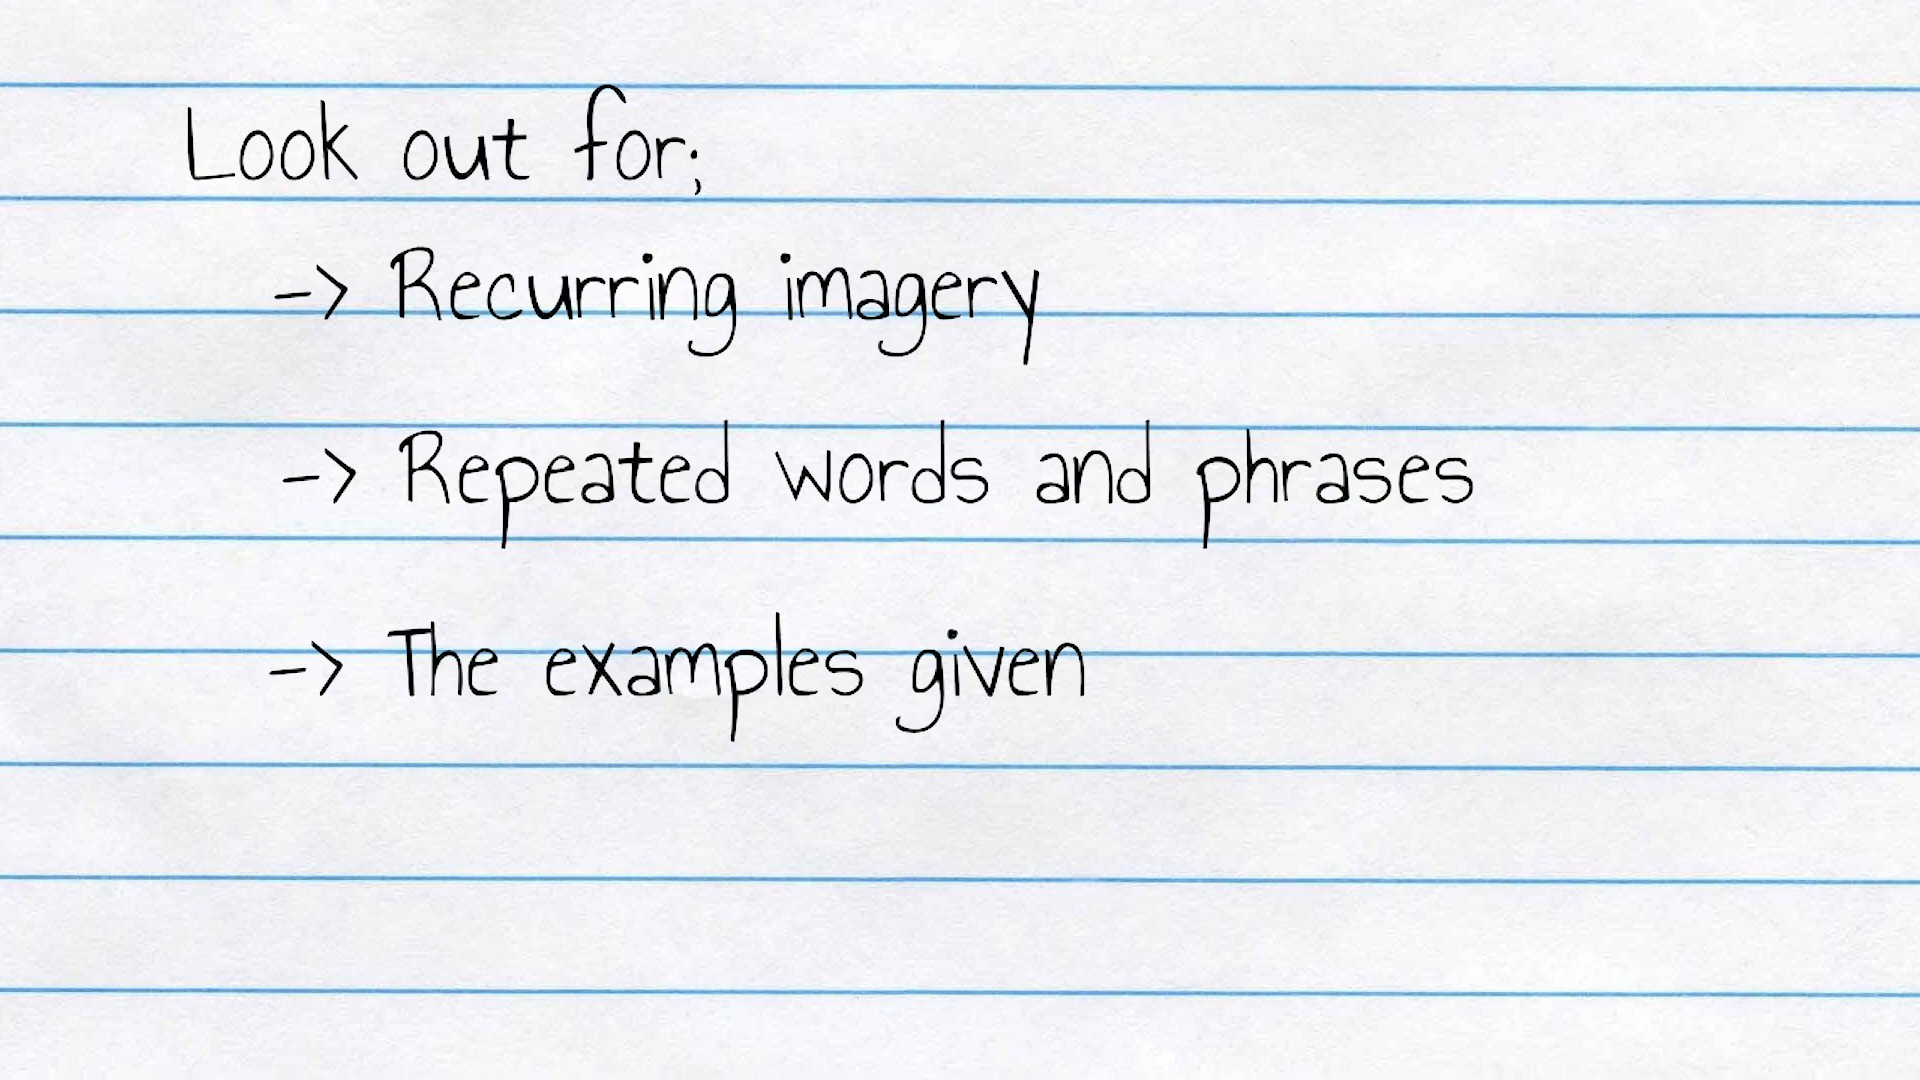 Look out for;
-> Recurring imagery
-> Repeated words and phrases
-> The examples given